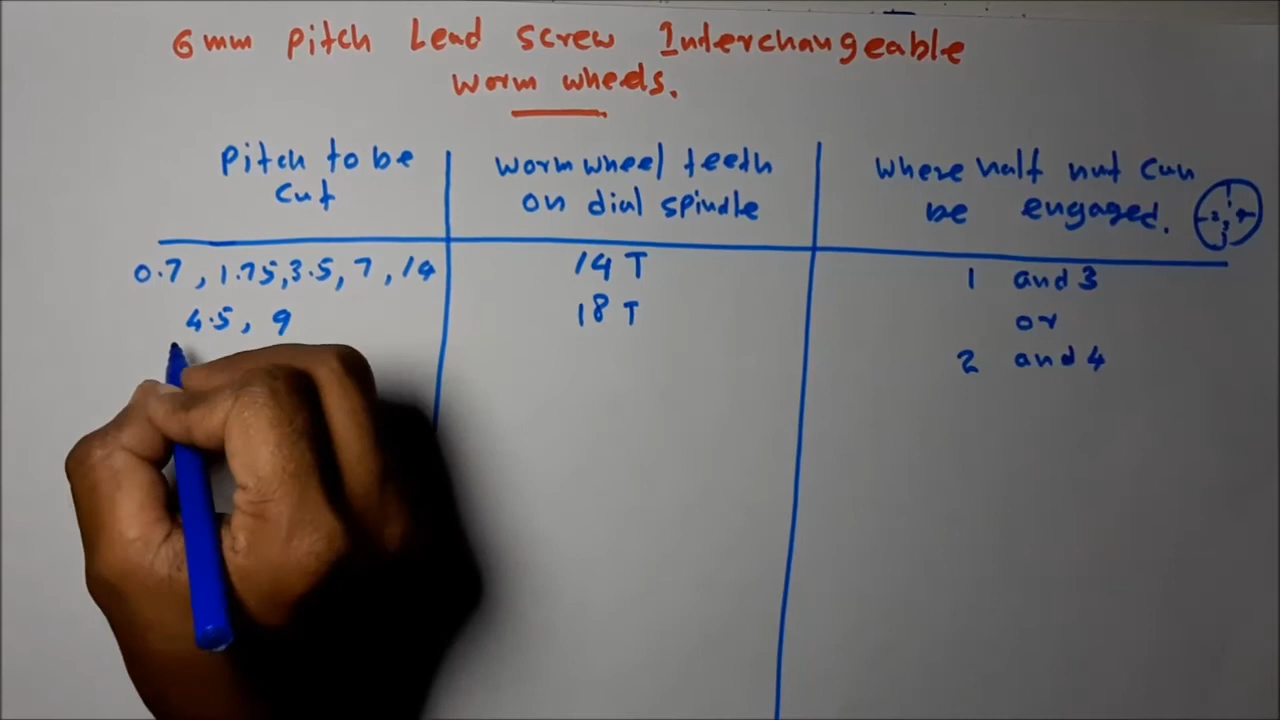 6 mm Pitch Lead Screw Interchangeable
worm wheels.
Pitch to be
Cut
worm wheel teeth
on dial spindle
where half nut can
be engaged.
0.7, 1.75, 3.5, 7, 14
14 T
1 and 3
4.5, 9
18 T
or
2 and 4